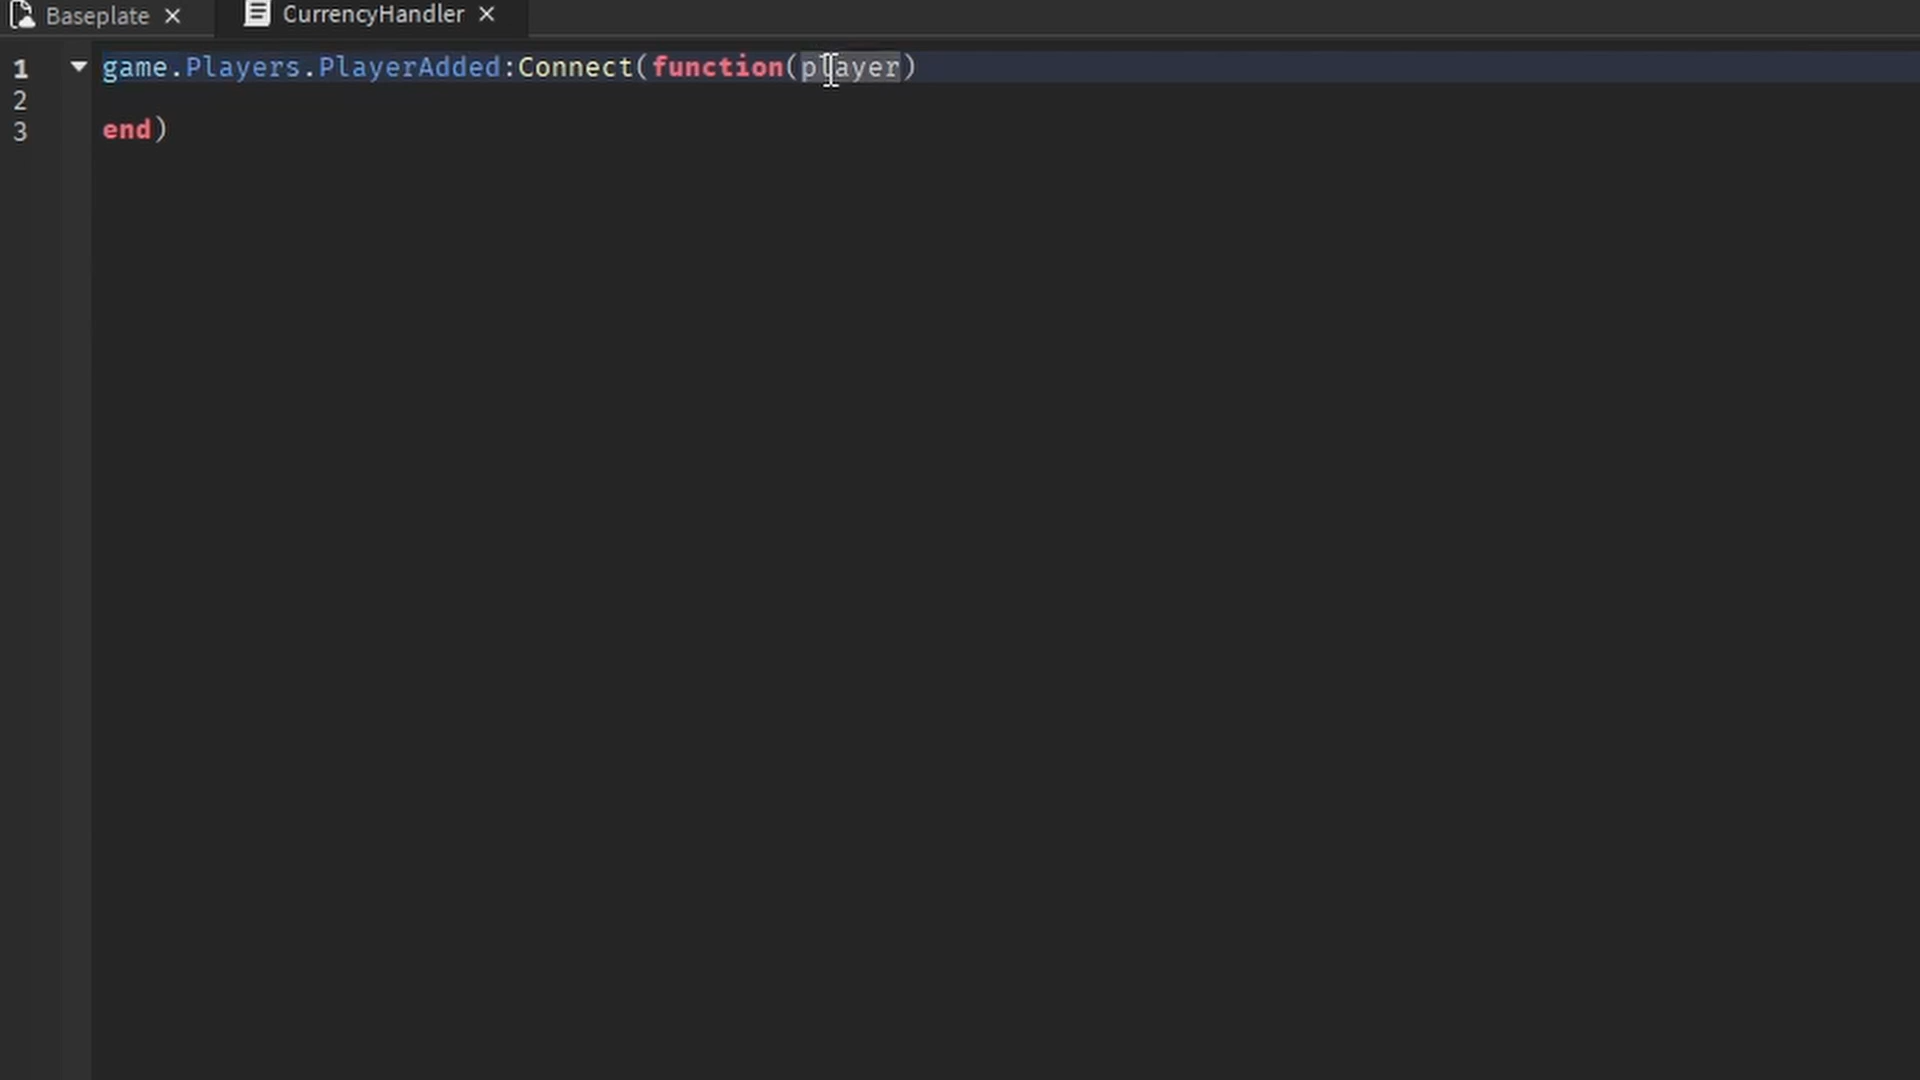 Baseplate CurrencyHandler
1 game.Players.PlayerAdded:Connect(function(player)
2
3 end)